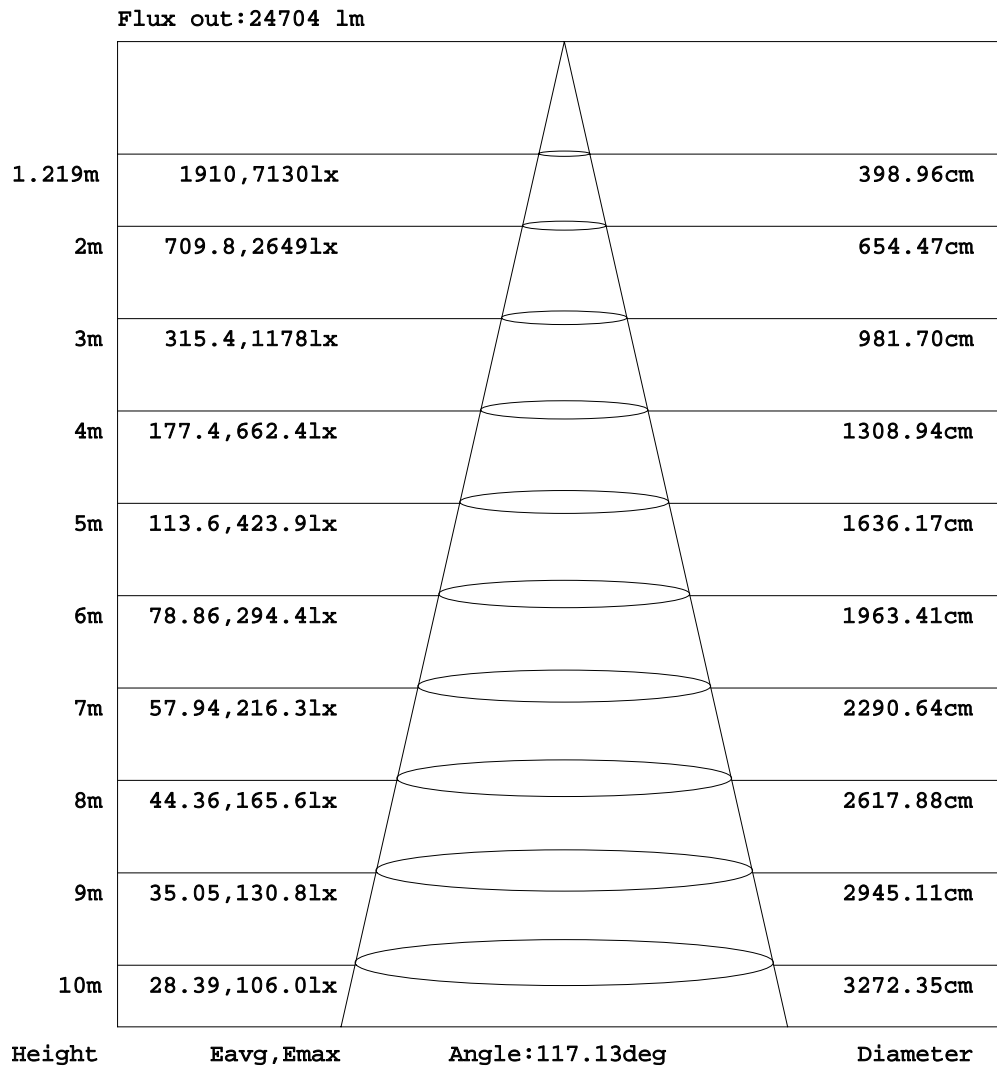 Flux out:24704 lm
1.219m 1910,7130lx 398.96cm
2m 709.8,2649lx 654.47cm
3m 315.4,1178lx 981.70cm
4m 177.4,662.4lx 1308.94cm
5m 113.6,423.9lx 1636.17cm
6m 78.86,294.4lx 1963.41cm
7m 57.94,216.3lx 2290.64cm
8m 44.36,165.6lx 2617.88cm
9m 35.05,130.8lx 2945.11cm
10m 28.39,106.0lx 3272.35cm
Height Eavg,Emax Angle:117.13deg Diameter